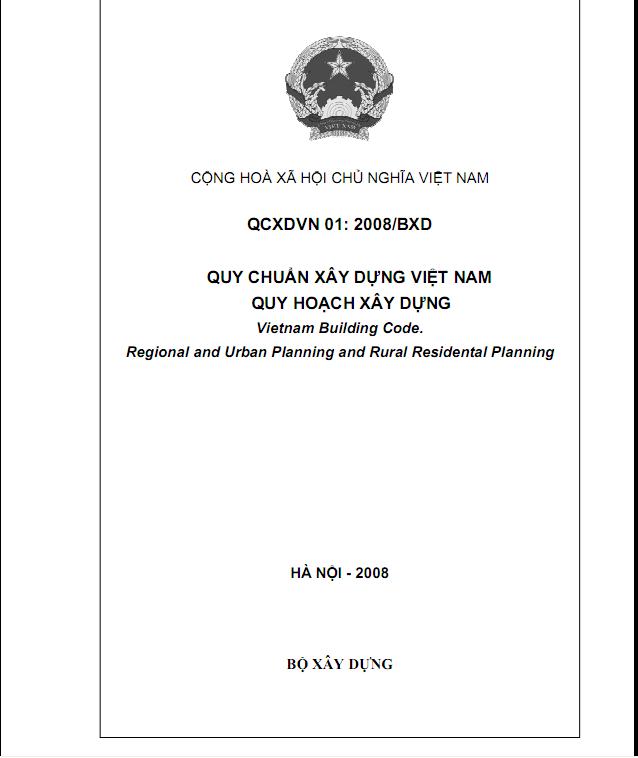 VIỆT NAM
CỘNG HOÀ XÃ HỘI CHỦ NGHĨA VIỆT NAM
QCXDVN 01: 2008/BXD
QUY CHUẨN XÂY DỰNG VIỆT NAM
QUY HOẠCH XÂY DỰNG
Vietnam Building Code.
Regional and Urban Planning and Rural Residental Planning
HÀ NỘI - 2008
BỘ XÂY DỰNG